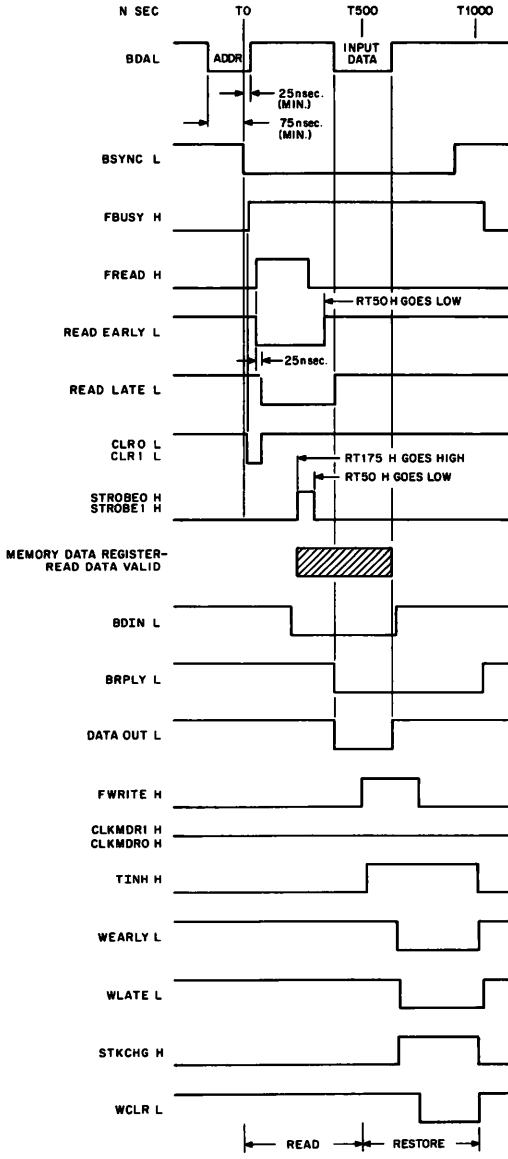 N SEC T0 T500 T1000
BDAL ADDR INPUT
DATA
25nsec.
(MIN.)
75nsec.
(MIN.)
BSYNC L
FBUSY H
FREAD H
RT50 H GOES LOW
READ EARLY L
25nsec.
READ LATE L
CLR0 L
CLR1 L
RT175 H GOES HIGH
RT50 H GOES LOW
STROBE0 H
STROBE1 H
MEMORY DATA REGISTER-
READ DATA VALID
BDIN L
BRPLY L
DATA OUT L
FWRITE H
CLKMDR1 H
CLKMDR0 H
TINH H
WEARLY L
WLATE L
STKCHG H
WCLR L
READ RESTORE